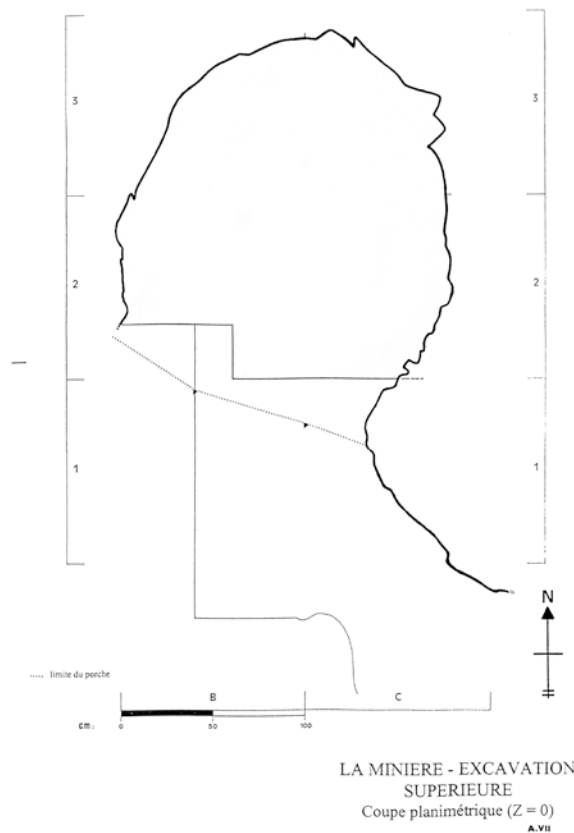 3
3
2
2
1
1
N
..... limite du porche
B
C
cm:
0
50
100
LA MINIERE - EXCAVATION
SUPERIEURE
Coupe planimétrique (Z = 0)
A.VII